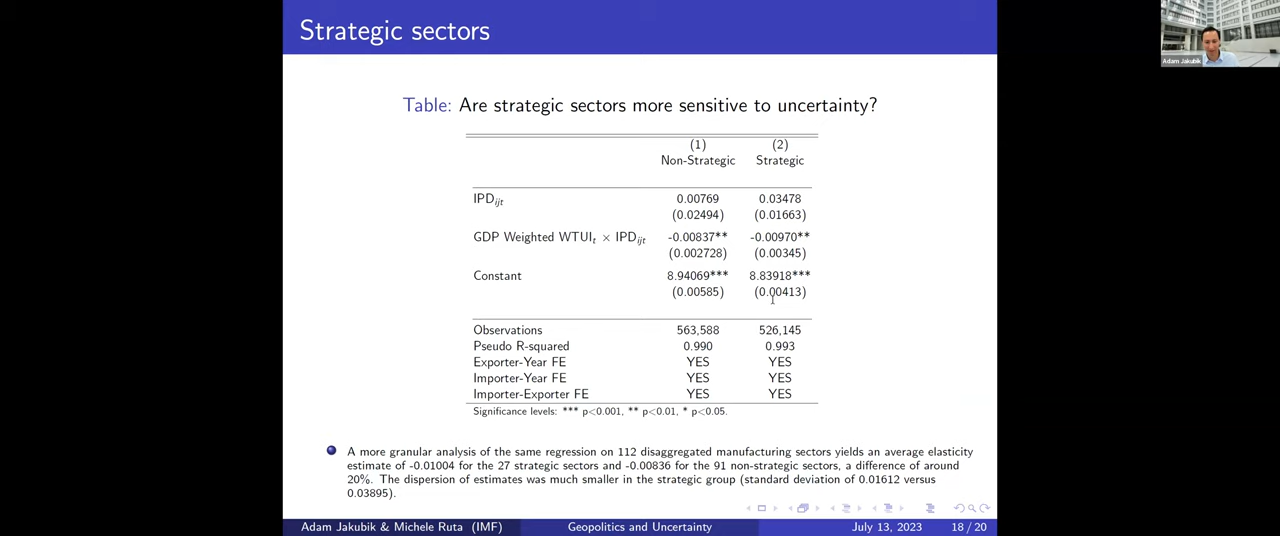 Strategic sectors
Adam Jakubik
Table: Are strategic sectors more sensitive to uncertainty?
(1) (2)
Non-Strategic Strategic
IPDijt 0.00769 0.03478
(0.02494) (0.01663)
GDP Weighted WTUIt × IPDijt -0.00837** -0.00970**
(0.002728) (0.00345)
Constant 8.94069*** 8.83918***
(0.00585) (0.00413)
Observations 563,588 526,145
Pseudo R-squared 0.990 0.993
Exporter-Year FE YES YES
Importer-Year FE YES YES
Importer-Exporter FE YES YES
Significance levels: *** p<0.001, ** p<0.01, * p<0.05.
A more granular analysis of the same regression on 112 disaggregated manufacturing sectors yields an average elasticity
estimate of -0.01004 for the 27 strategic sectors and -0.00836 for the 91 non-strategic sectors, a difference of around
20%. The dispersion of estimates was much smaller in the strategic group (standard deviation of 0.01612 versus
0.03895).
Adam Jakubik & Michele Ruta (IMF) Geopolitics and Uncertainty July 13, 2023 18 / 20